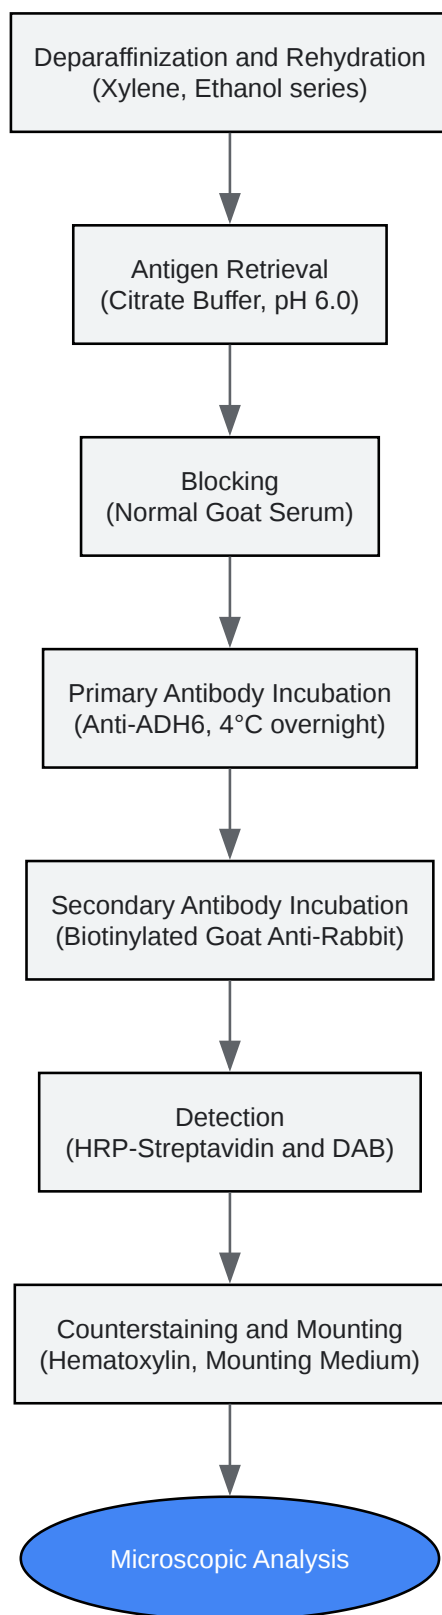 Deparaffinization and Rehydration
(Xylene, Ethanol series)
Antigen Retrieval
(Citrate Buffer, pH 6.0)
Blocking
(Normal Goat Serum)
Primary Antibody Incubation
(Anti-ADH6, 4°C overnight)
Secondary Antibody Incubation
(Biotinylated Goat Anti-Rabbit)
Detection
(HRP-Streptavidin and DAB)
Counterstaining and Mounting
(Hematoxylin, Mounting Medium)
Microscopic Analysis